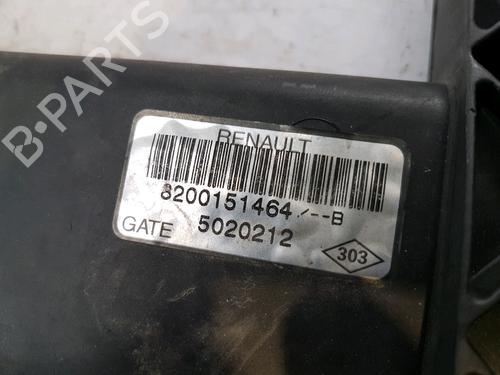 B-PARTS
RENAULT
8200151464/--B
GATE 5020212
303